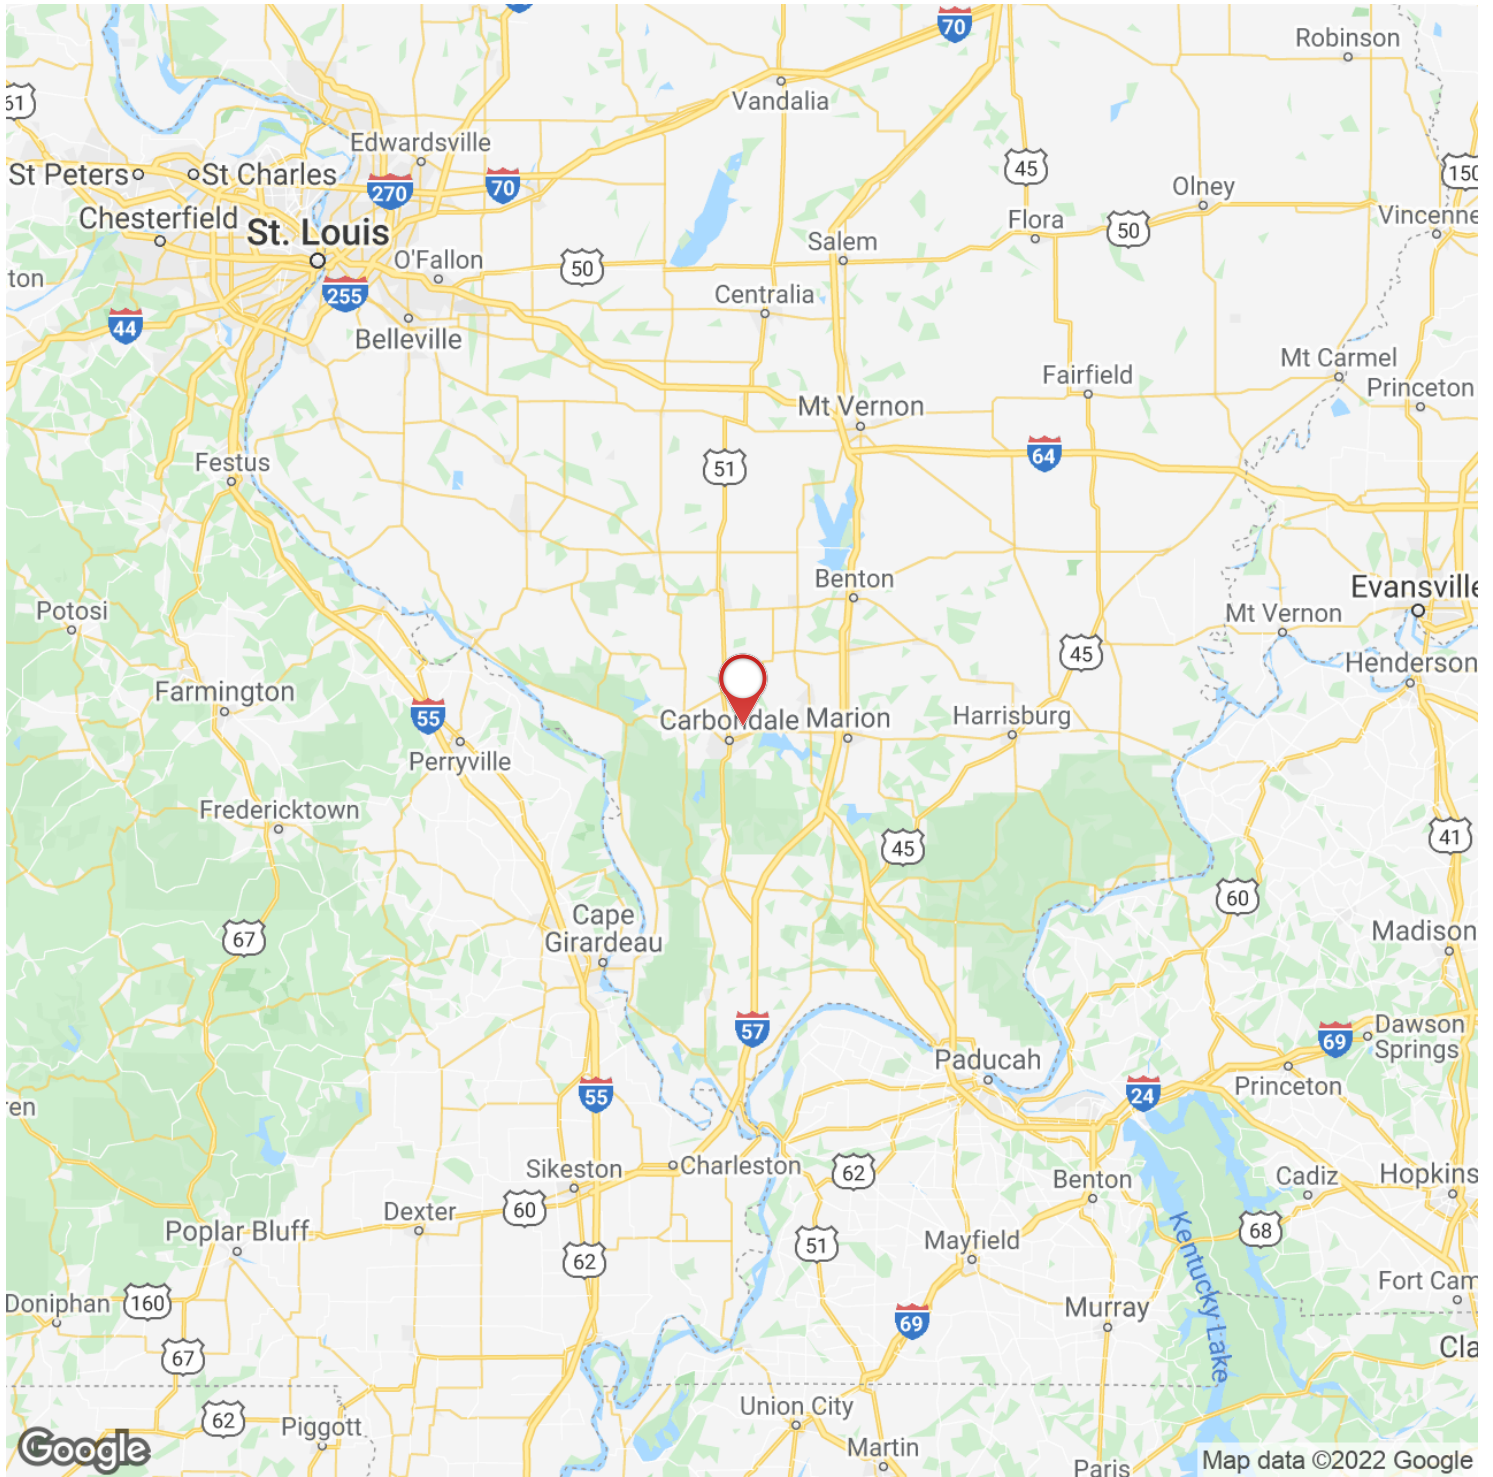 70
Robinson
Vandalia
61
Edwardsville
St Peters
St Charles
270
70
45
150
Olney
Chesterfield
St. Louis
Flora
50
Vincenne
Salem
O'Fallon
50
ton
255
Centralia
44
Belleville
Mt Carmel
Fairfield
Princeton
Mt Vernon
64
Festus
51
Benton
Evansville
Potosi
Mt Vernon
45
Henderson
Farmington
55
Carbondale
Marion
Harrisburg
Perryville
Fredericktown
41
45
60
Cape
Girardeau
67
Madison
57
Dawson
Springs
69
Paducah
Princeton
55
24
ren
Sikeston
Charleston
62
Benton
Cadiz
Hopkins
60
Dexter
Poplar Bluff
51
Mayfield
68
62
Kentucky Lake
Fort Cam
Doniphan
160
69
Murray
67
Cla
62
Piggott
Union City
Martin
Paris
Google
Map data ©2022 Google